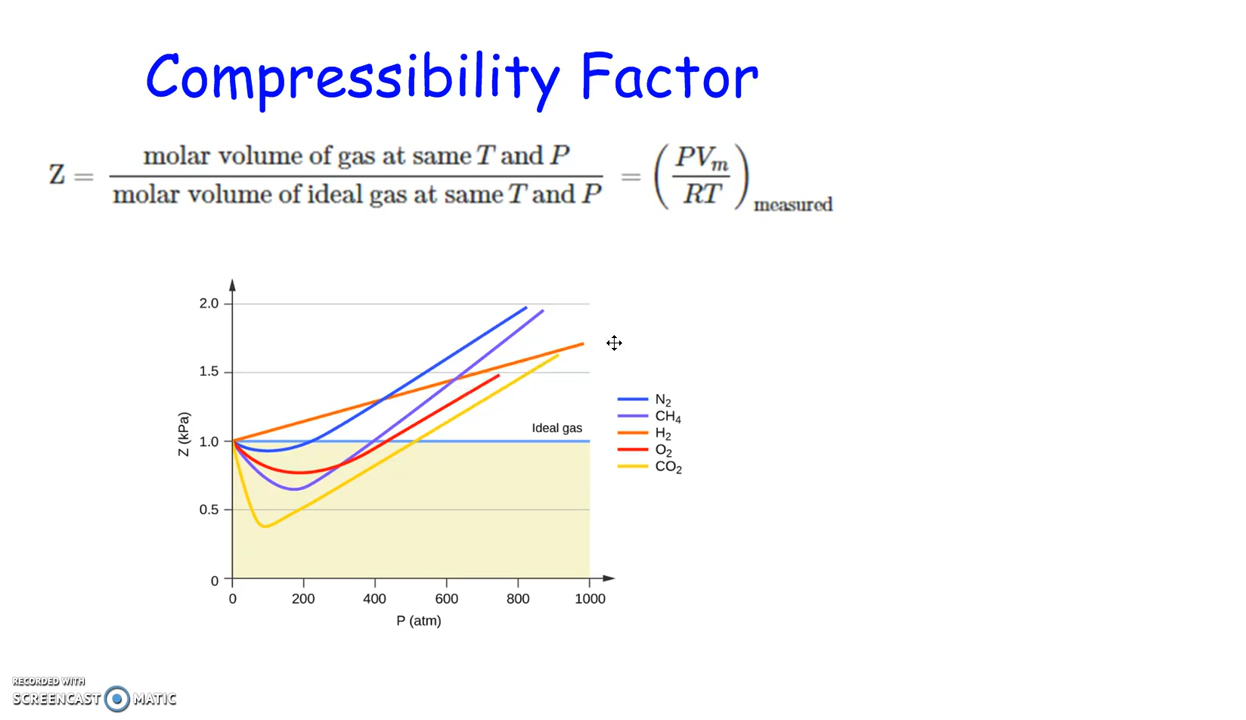 Compressibility Factor
Z = molar volume of gas at same T and P / molar volume of ideal gas at same T and P = (PVm / RT)measured
2.0
1.5
1.0
0.5
0
Z (kPa)
Ideal gas
N2
CH4
H2
O2
CO2
0 200 400 600 800 1000
P (atm)
RECORDED WITH
SCREENCAST MATIC